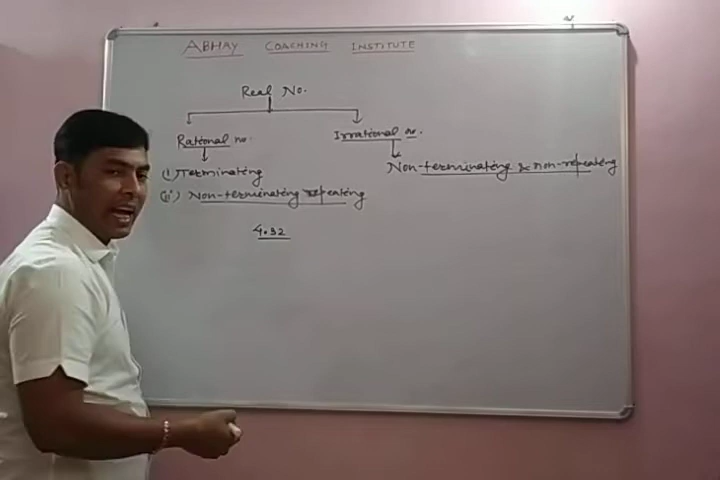 ABHAY COACHING INSTITUTE
Real No.
Rational no.
Irrational no.
(i) Terminating
Non-terminating & non-repeating
(ii) Non-terminating repeating
4.32